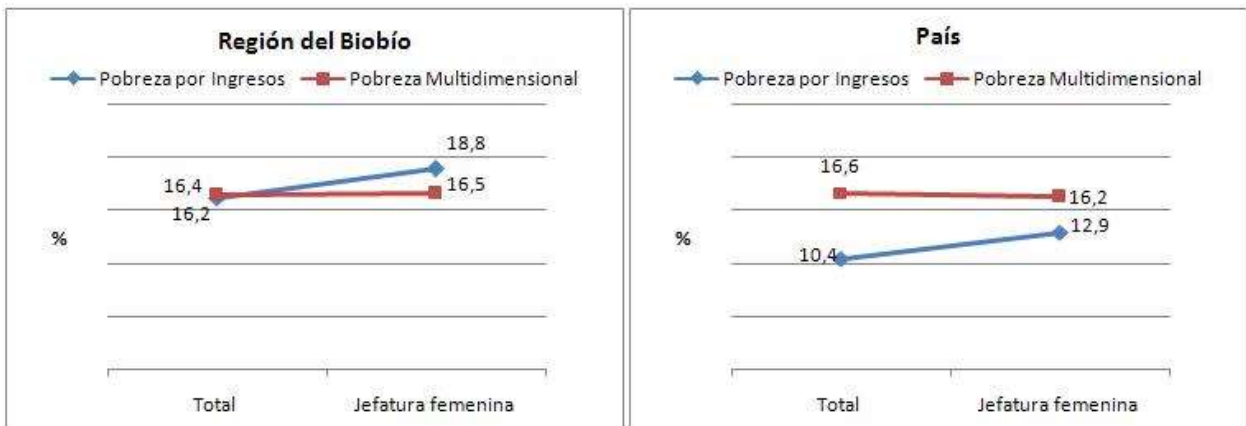 Región del Biobío
Pobreza por Ingresos Pobreza Multidimensional
18,8
16,4
16,5
16,2
%
Total Jefatura femenina
País
Pobreza por Ingresos Pobreza Multidimensional
16,6
16,2
12,9
10,4
%
Total Jefatura femenina